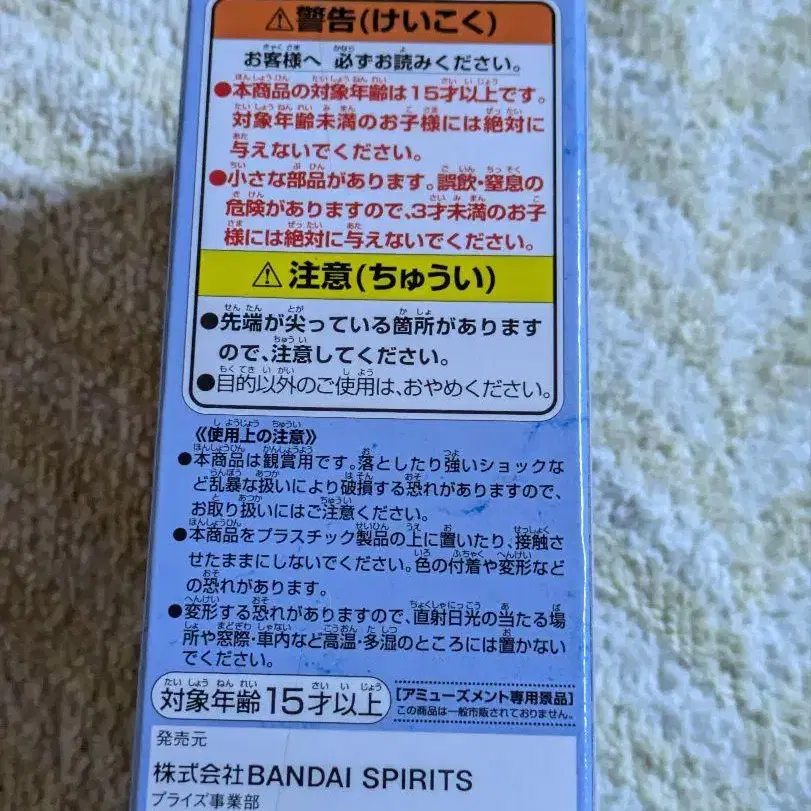 ⚠警告(けいこく)
お客様へ 必ずお読みください。
●本商品の対象年齢は15才以上です。
対象年齢未満のお子様には絶対に
与えないでください。
●小さな部品があります。誤飲・窒息の
危険がありますので、3才未満のお子
様には絶対に与えないでください。
⚠注意(ちゅうい)
●先端が尖っている箇所があります
ので、注意してください。
●目的以外のご使用は、おやめください。
《使用上の注意》
●本商品は観賞用です。落としたり強いショックな
ど乱暴な扱いにより破損する恐れがありますので、
お取り扱いにはご注意ください。
●本商品をプラスチック製品の上に置いたり、接触さ
せたままにしないでください。色の付着や変形など
の恐れがあります。
●変形する恐れがありますので、直射日光の当たる場
所や窓際・車内など高温・多湿のところには置かない
でください。
対象年齢15才以上
[アミューズメント専用景品]
この商品は一般市販されておりません。
発売元
株式会社BANDAI SPIRITS
プライズ事業部